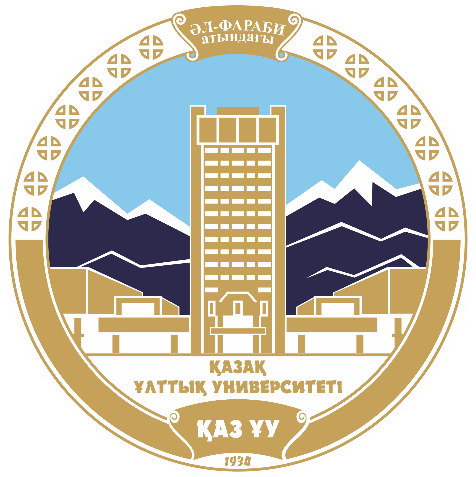 ӘЛ-ФАРАБИ
атындағы
ҚАЗАҚ
ҰЛТТЫҚ УНИВЕРСИТЕТІ
ҚАЗ ҰУ
1934